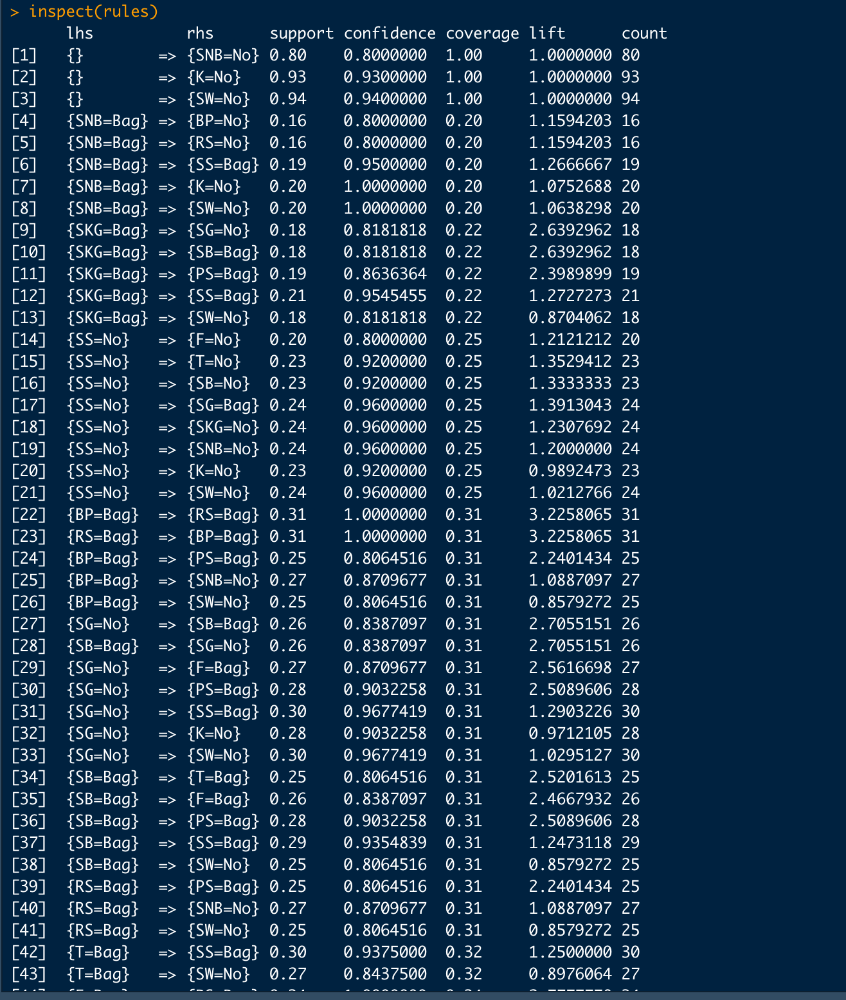 > inspect(rules)
lhs rhs support confidence coverage lift count
[1] {} => {SNB=No} 0.80 0.8000000 1.00 1.0000000 80
[2] {} => {K=No} 0.93 0.9300000 1.00 1.0000000 93
[3] {} => {SW=No} 0.94 0.9400000 1.00 1.0000000 94
[4] {SNB=Bag} => {BP=No} 0.16 0.8000000 0.20 1.1594203 16
[5] {SNB=Bag} => {RS=No} 0.16 0.8000000 0.20 1.1594203 16
[6] {SNB=Bag} => {SS=Bag} 0.19 0.9500000 0.20 1.2666667 19
[7] {SNB=Bag} => {K=No} 0.20 1.0000000 0.20 1.0752688 20
[8] {SNB=Bag} => {SW=No} 0.20 1.0000000 0.20 1.0638298 20
[9] {SKG=Bag} => {SG=No} 0.18 0.8181818 0.22 2.6392962 18
[10] {SKG=Bag} => {SB=Bag} 0.18 0.8181818 0.22 2.6392962 18
[11] {SKG=Bag} => {PS=Bag} 0.19 0.8636364 0.22 2.3989899 19
[12] {SKG=Bag} => {SS=Bag} 0.21 0.9545455 0.22 1.2727273 21
[13] {SKG=Bag} => {SW=No} 0.18 0.8181818 0.22 0.8704062 18
[14] {SS=No} => {F=No} 0.20 0.8000000 0.25 1.2121212 20
[15] {SS=No} => {T=No} 0.23 0.9200000 0.25 1.3529412 23
[16] {SS=No} => {SB=No} 0.23 0.9200000 0.25 1.3333333 23
[17] {SS=No} => {SG=Bag} 0.24 0.9600000 0.25 1.3913043 24
[18] {SS=No} => {SKG=No} 0.24 0.9600000 0.25 1.2307692 24
[19] {SS=No} => {SNB=No} 0.24 0.9600000 0.25 1.2000000 24
[20] {SS=No} => {K=No} 0.23 0.9200000 0.25 0.9892473 23
[21] {SS=No} => {SW=No} 0.24 0.9600000 0.25 1.0212766 24
[22] {BP=Bag} => {RS=Bag} 0.31 1.0000000 0.31 3.2258065 31
[23] {RS=Bag} => {BP=Bag} 0.31 1.0000000 0.31 3.2258065 31
[24] {BP=Bag} => {PS=Bag} 0.25 0.8064516 0.31 2.2401434 25
[25] {BP=Bag} => {SNB=No} 0.27 0.8709677 0.31 1.0887097 27
[26] {BP=Bag} => {SW=No} 0.25 0.8064516 0.31 0.8579272 25
[27] {SG=No} => {SB=Bag} 0.26 0.8387097 0.31 2.7055151 26
[28] {SB=Bag} => {SG=No} 0.26 0.8387097 0.31 2.7055151 26
[29] {SG=No} => {F=Bag} 0.27 0.8709677 0.31 2.5616698 27
[30] {SG=No} => {PS=Bag} 0.28 0.9032258 0.31 2.5089606 28
[31] {SG=No} => {SS=Bag} 0.30 0.9677419 0.31 1.2903226 30
[32] {SG=No} => {K=No} 0.28 0.9032258 0.31 0.9712105 28
[33] {SG=No} => {SW=No} 0.30 0.9677419 0.31 1.0295127 30
[34] {SB=Bag} => {T=Bag} 0.25 0.8064516 0.31 2.5201613 25
[35] {SB=Bag} => {F=Bag} 0.26 0.8387097 0.31 2.4667932 26
[36] {SB=Bag} => {PS=Bag} 0.28 0.9032258 0.31 2.5089606 28
[37] {SB=Bag} => {SS=Bag} 0.29 0.9354839 0.31 1.2473118 29
[38] {SB=Bag} => {SW=No} 0.25 0.8064516 0.31 0.8579272 25
[39] {RS=Bag} => {PS=Bag} 0.25 0.8064516 0.31 2.2401434 25
[40] {RS=Bag} => {SNB=No} 0.27 0.8709677 0.31 1.0887097 27
[41] {RS=Bag} => {SW=No} 0.25 0.8064516 0.31 0.8579272 25
[42] {T=Bag} => {SS=Bag} 0.30 0.9375000 0.32 1.2500000 30
[43] {T=Bag} => {SW=No} 0.27 0.8437500 0.32 0.8976064 27